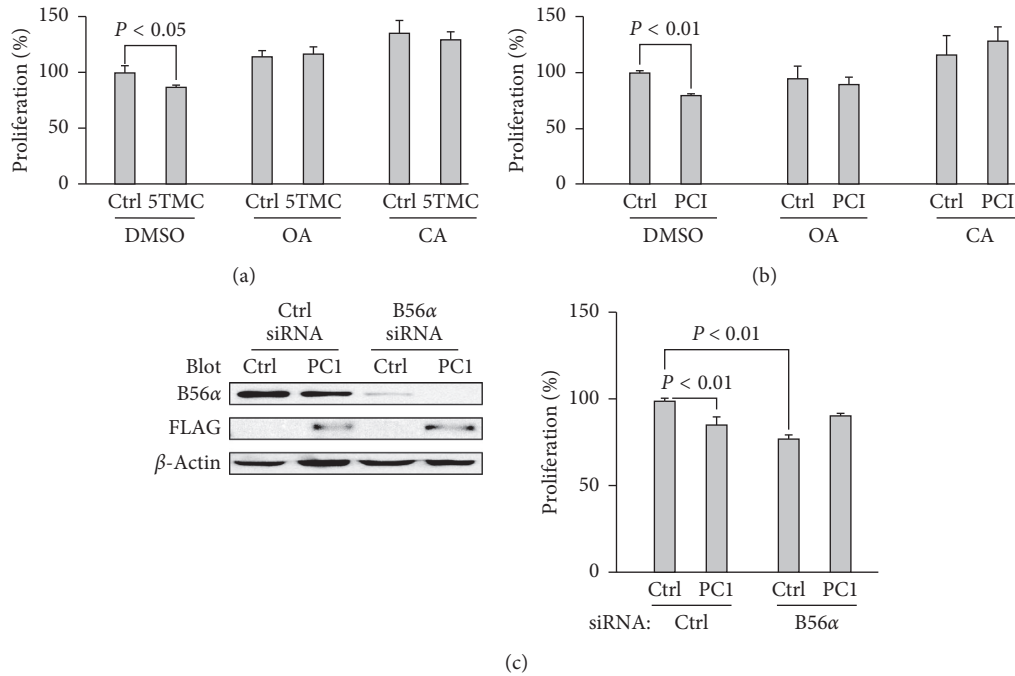 150
P < 0.05
100
50
0
Proliferation (%)
Ctrl 5TMC Ctrl 5TMC Ctrl 5TMC
DMSO OA CA
(a)
150
P < 0.01
100
50
0
Proliferation (%)
Ctrl PCI Ctrl PCI Ctrl PCI
DMSO OA CA
(b)
Ctrl
siRNA
B56α
siRNA
Blot Ctrl PC1 Ctrl PC1
B56α
FLAG
β-Actin
150
P < 0.01
P < 0.01
100
50
0
Proliferation (%)
Ctrl PC1 Ctrl PC1
siRNA: Ctrl B56α
(c)